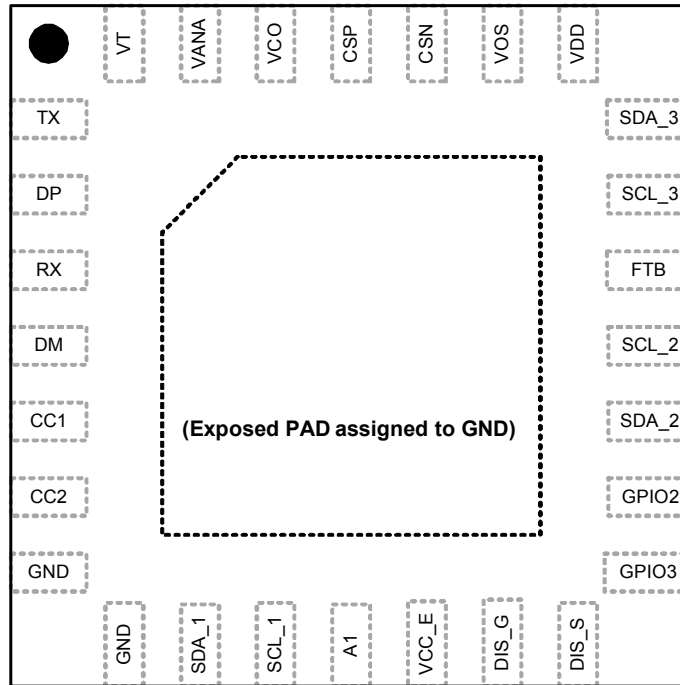 VT
VANA
VCO
CSP
CSN
VOS
VDD
TX
SDA_3
DP
SCL_3
RX
FTB
DM
SCL_2
CC1
SDA_2
(Exposed PAD assigned to GND)
CC2
GPIO2
GND
GPIO3
GND
SDA_1
SCL_1
A1
VCC_E
DIS_G
DIS_S